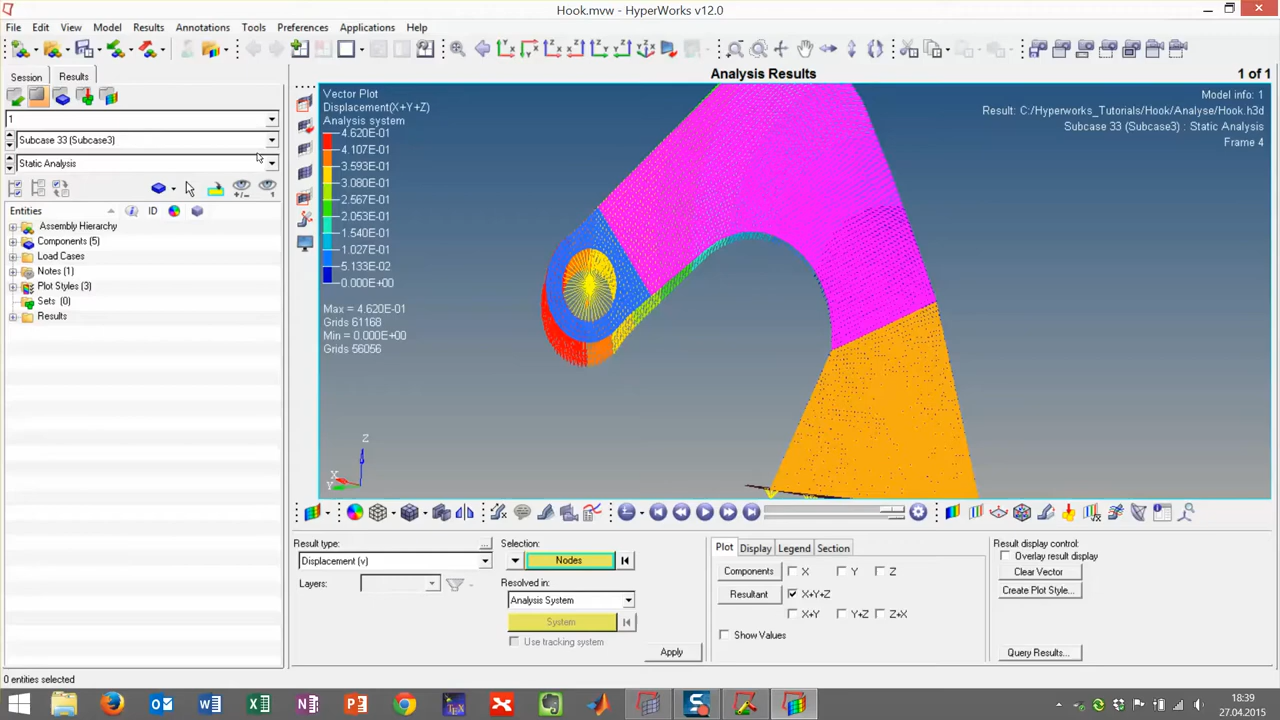 Hook.mvw - HyperWorks v12.0
File Edit View Model Results Annotations Tools Preferences Applications Help
Session Results
1
Subcase 33 (Subcase3)
Static Analysis
Entities ID
Assembly Hierarchy
Components (5)
Load Cases
Notes (1)
Plot Styles (3)
Sets (0)
Results
Analysis Results
1 of 1
Vector Plot
Displacement(X+Y+Z)
Analysis system
4.620E-01
4.107E-01
3.593E-01
3.080E-01
2.567E-01
2.053E-01
1.540E-01
1.027E-01
5.133E-02
0.000E+00
Max = 4.620E-01
Grids 61168
Min = 0.000E+00
Grids 56056
Model info: 1
Result: C:/Hyperworks_Tutorials/Hook/Analyse/Hook.h3d
Subcase 33 (Subcase3) : Static Analysis
Frame 4
Z
X
Y
Result type:
Displacement (v)
Layers:
Selection:
Nodes
Resolved in:
Analysis System
System
Use tracking system
Apply
Plot Display Legend Section
Components X Y Z
Resultant X+Y+Z
X+Y Y+Z Z+X
Show Values
Result display control:
Overlay result display
Clear Vector
Create Plot Style...
Query Results...
0 entities selected
18:39
27.04.2015